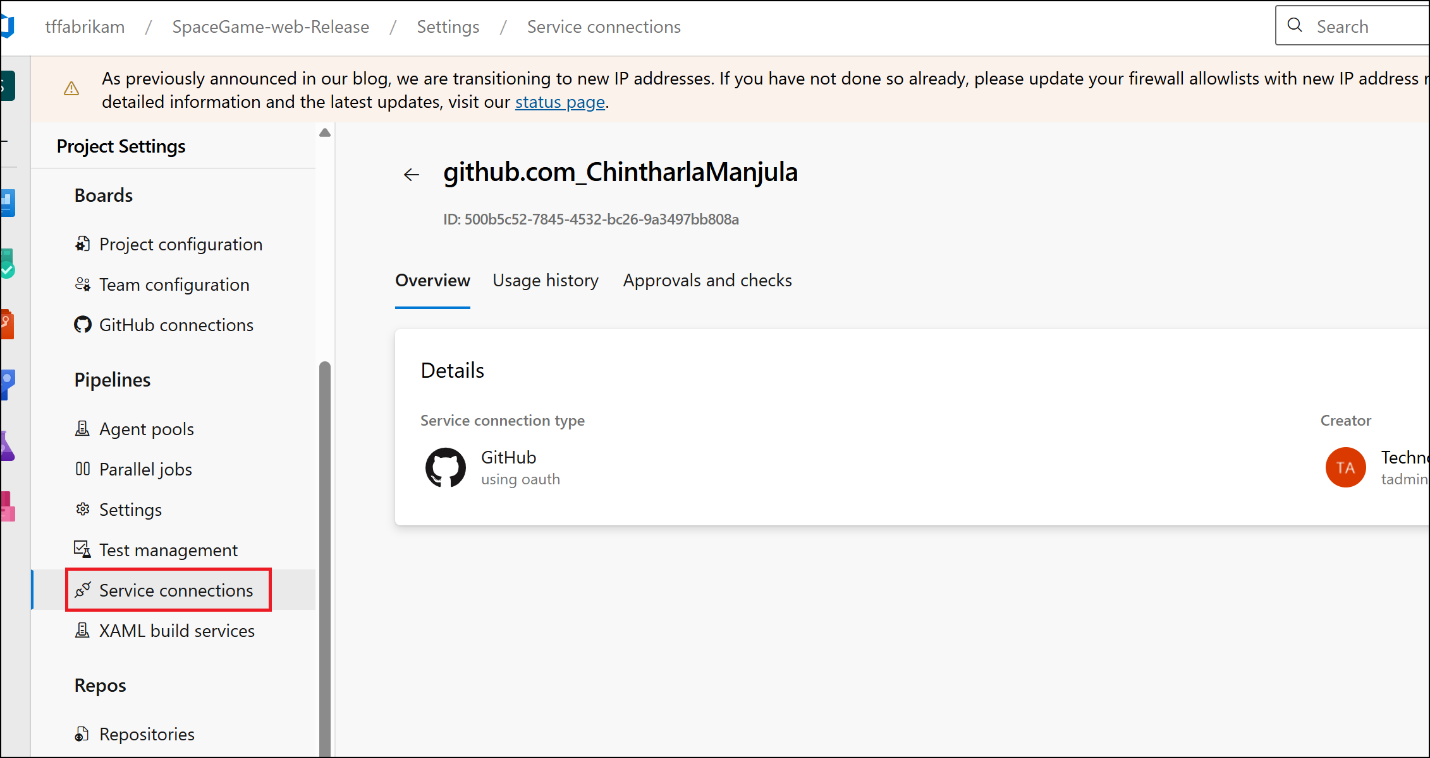 tffabrikam / SpaceGame-web-Release / Settings / Service connections
Search
As previously announced in our blog, we are transitioning to new IP addresses. If you have not done so already, please update your firewall allowlists with new IP address
detailed information and the latest updates, visit our status page.
Project Settings
Boards
Project configuration
Team configuration
GitHub connections
Pipelines
Agent pools
Parallel jobs
Settings
Test management
Service connections
XAML build services
Repos
Repositories
github.com_ChintharlaManjula
ID: 500b5c52-7845-4532-bc26-9a3497bb808a
Overview Usage history Approvals and checks
Details
Service connection type
GitHub
using oauth
Creator
TA
Techno
tadmin